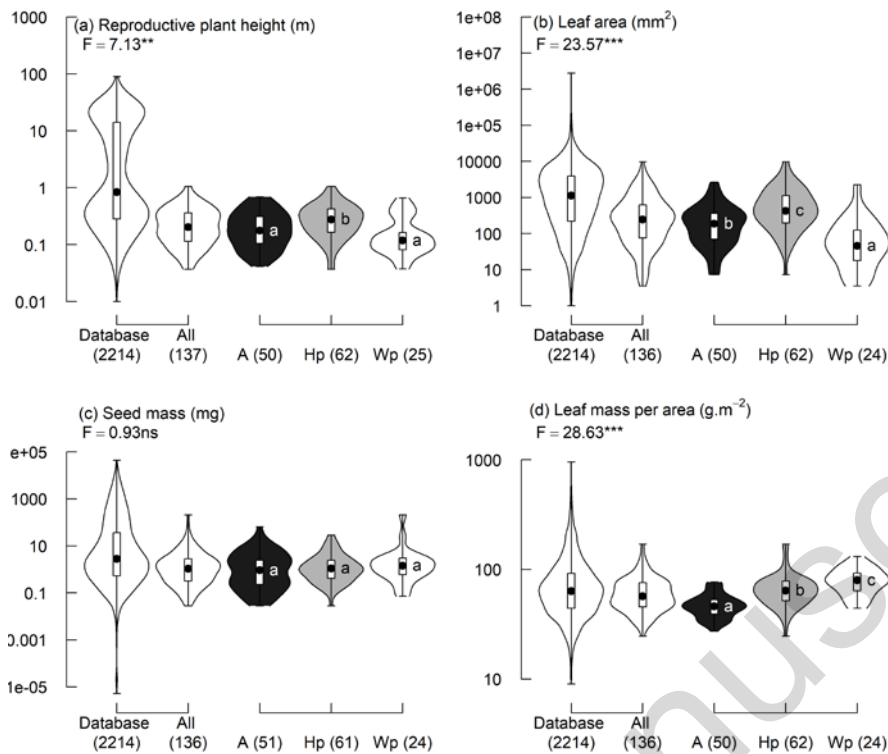 (a) Reproductive plant height (m)
F = 7.13**
1000
100
10
1
0.1
0.01
a
b
a
Database
(2214)
All
(137)
A (50)
Hp (62)
Wp (25)
(b) Leaf area (mm²)
F = 23.57***
1e+08
1e+07
1e+06
1e+05
10000
1000
100
10
1
b
c
a
Database
(2214)
All
(136)
A (50)
Hp (62)
Wp (24)
(c) Seed mass (mg)
F = 0.93ns
e+05
1000
10
0.1
0.001
1e-05
a
a
a
Database
(2214)
All
(136)
A (51)
Hp (61)
Wp (24)
(d) Leaf mass per area (g.m⁻²)
F = 28.63***
1000
100
10
a
b
c
Database
(2214)
All
(136)
A (50)
Hp (62)
Wp (24)